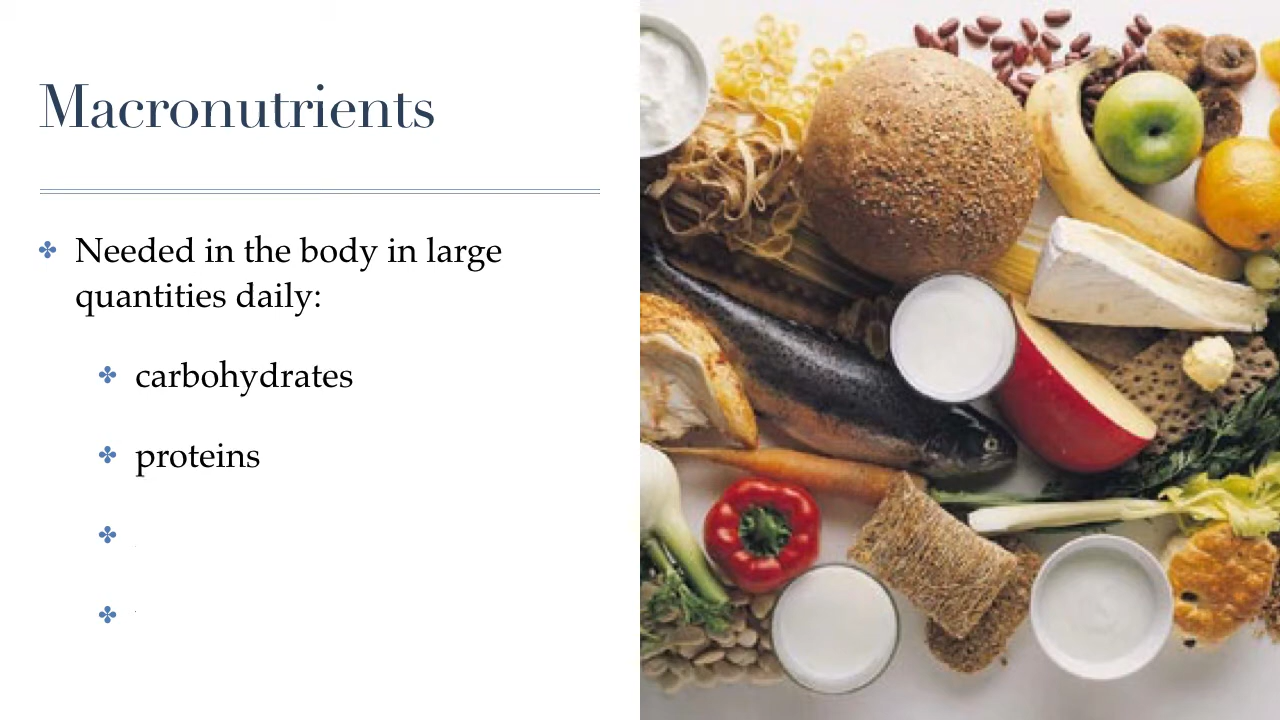 Macronutrients
Needed in the body in large
quantities daily:
carbohydrates
proteins